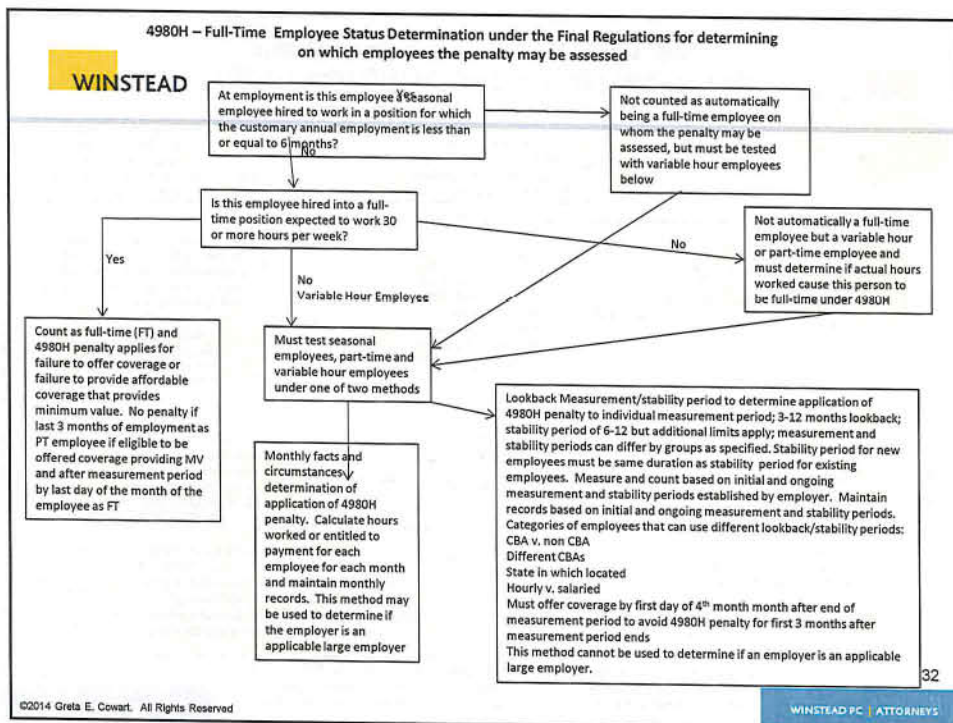 4980H – Full-Time Employee Status Determination under the Final Regulations for determining
on which employees the penalty may be assessed
WINSTEAD
At employment is this employee a seasonal
employee hired to work in a position for which
the customary annual employment is less than
or equal to 6 months?
Yes
Not counted as automatically
being a full-time employee on
whom the penalty may be
assessed, but must be tested
with variable hour employees
below
No
Is this employee hired into a full-
time position expected to work 30
or more hours per week?
No
Not automatically a full-time
employee but a variable hour
or part-time employee and
must determine if actual hours
worked cause this person to
be full-time under 4980H
Yes
No
Variable Hour Employee
Count as full-time (FT) and
4980H penalty applies for
failure to offer coverage or
failure to provide affordable
coverage that provides
minimum value. No penalty if
last 3 months of employment as
PT employee if eligible to be
offered coverage providing MV
and after measurement period
by last day of the month of the
employee as FT
Must test seasonal
employees, part-time and
variable hour employees
under one of two methods
Monthly facts and
circumstances
determination of
application of 4980H
penalty. Calculate hours
worked or entitled to
payment for each
employee for each month
and maintain monthly
records. This method may
be used to determine if
the employer is an
applicable large employer
Lookback Measurement/stability period to determine application of
4980H penalty to individual measurement period; 3-12 months lookback;
stability period of 6-12 but additional limits apply; measurement and
stability periods can differ by groups as specified. Stability period for new
employees must be same duration as stability period for existing
employees. Measure and count based on initial and ongoing
measurement and stability periods established by employer. Maintain
records based on initial and ongoing measurement and stability periods.
Categories of employees that can use different lookback/stability periods:
CBA v. non CBA
Different CBAs
State in which located
Hourly v. salaried
Must offer coverage by first day of 4th month month after end of
measurement period to avoid 4980H penalty for first 3 months after
measurement period ends
This method cannot be used to determine if an employer is an applicable
large employer.
32
©2014 Greta E. Cowart. All Rights Reserved
WINSTEAD PC | ATTORNEYS